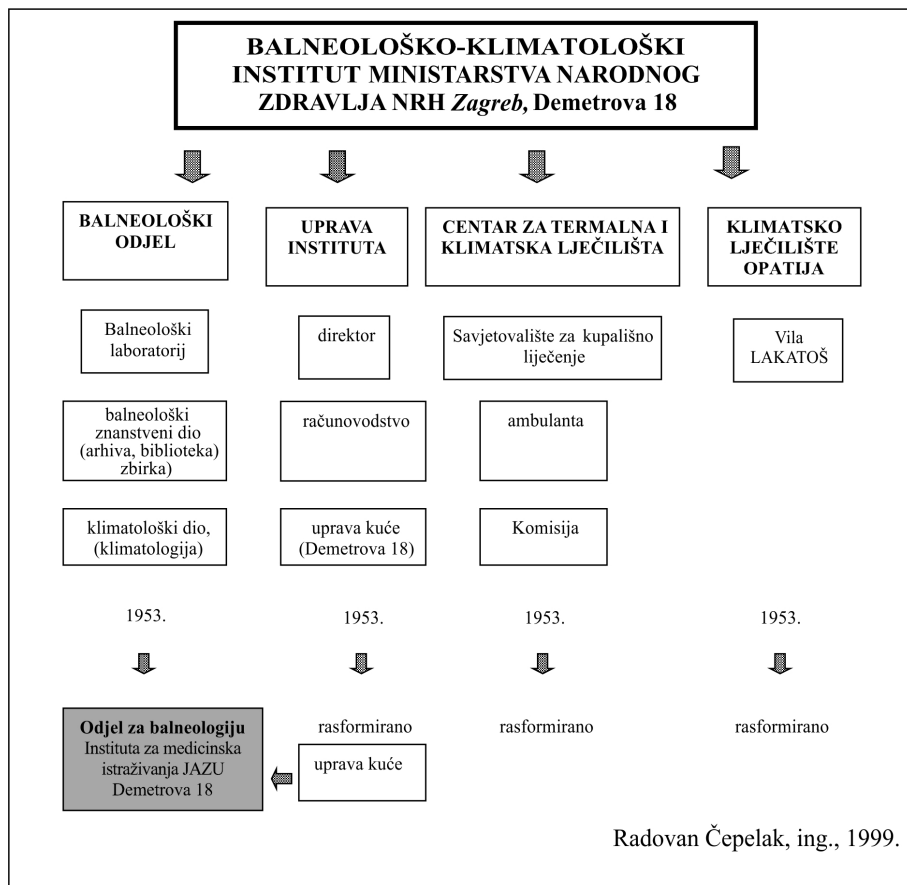 BALNEOLOŠKO-KLIMATOLOŠKI
INSTITUT MINISTARSTVA NARODNOG
ZDRAVLJA NRH Zagreb, Demetrova 18
BALNEOLOŠKI
ODJEL
UPRAVA
INSTITUTA
CENTAR ZA TERMALNA I
KLIMATSKA LJEČILIŠTA
KLIMATSKO
LJEČILIŠTE
OPATIJA
Balneološki
laboratorij
direktor
Savjetovalište za kupališno
liječenje
Vila
LAKATOŠ
balneološki
znanstveni dio
(arhiva, biblioteka)
zbirka)
računovodstvo
ambulanta
klimatološki dio,
(klimatologija)
uprava kuće
(Demetrova 18)
Komisija
1953.
1953.
1953.
1953.
Odjel za balneologiju
Instituta za medicinska
istraživanja JAZU
Demetrova 18
rasformirano
uprava kuće
rasformirano
rasformirano
Radovan Čepelak, ing., 1999.